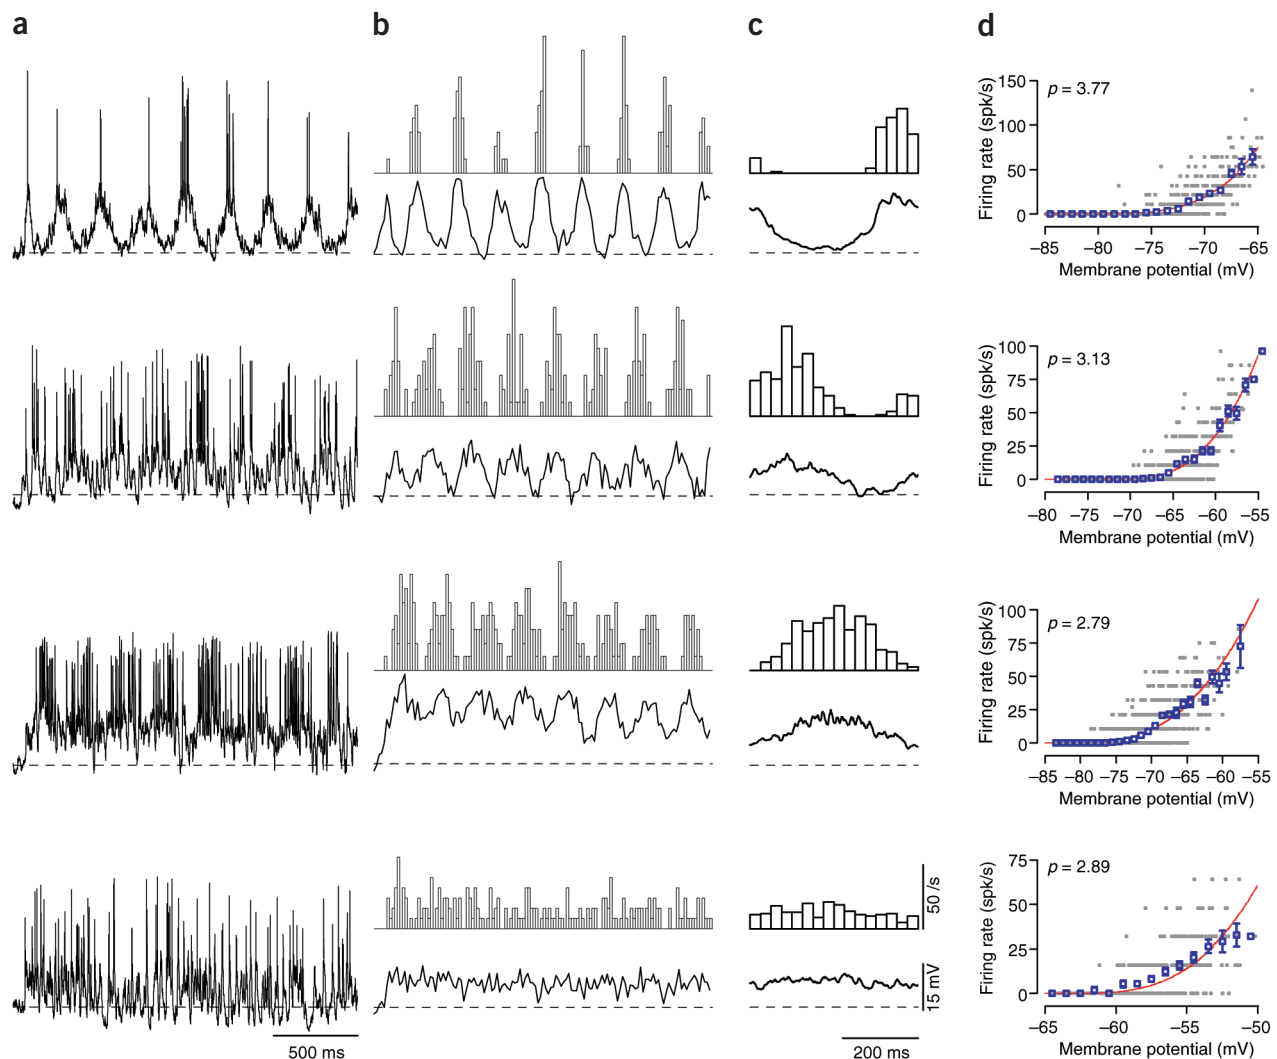 a b c d
150
100
50
0
Firing rate (spk/s)
p = 3.77
–85 –80 –75 –70 –65
Membrane potential (mV)
100
75
50
25
0
Firing rate (spk/s)
p = 3.13
–80 –75 –70 –65 –60 –55
Membrane potential (mV)
100
75
50
25
0
Firing rate (spk/s)
p = 2.79
–85 –80 –75 –70 –65 –60 –55
Membrane potential (mV)
50 /s
15 mV
75
50
25
0
Firing rate (spk/s)
p = 2.89
–65 –60 –55 –50
Membrane potential (mV)
500 ms
200 ms